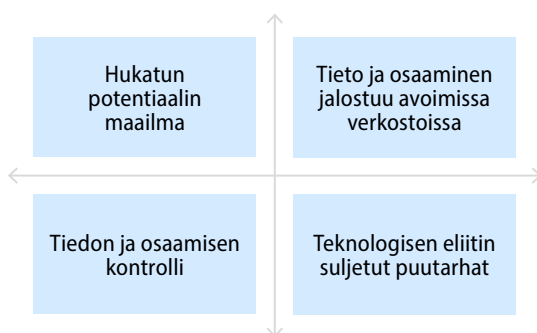 Hukatun
potentiaalin
maailma
Tieto ja osaaminen
jalostuu avoimissa
verkostoissa
Tiedon ja osaamisen
kontrolli
Teknologisen eliitin
suljetut puutarhat